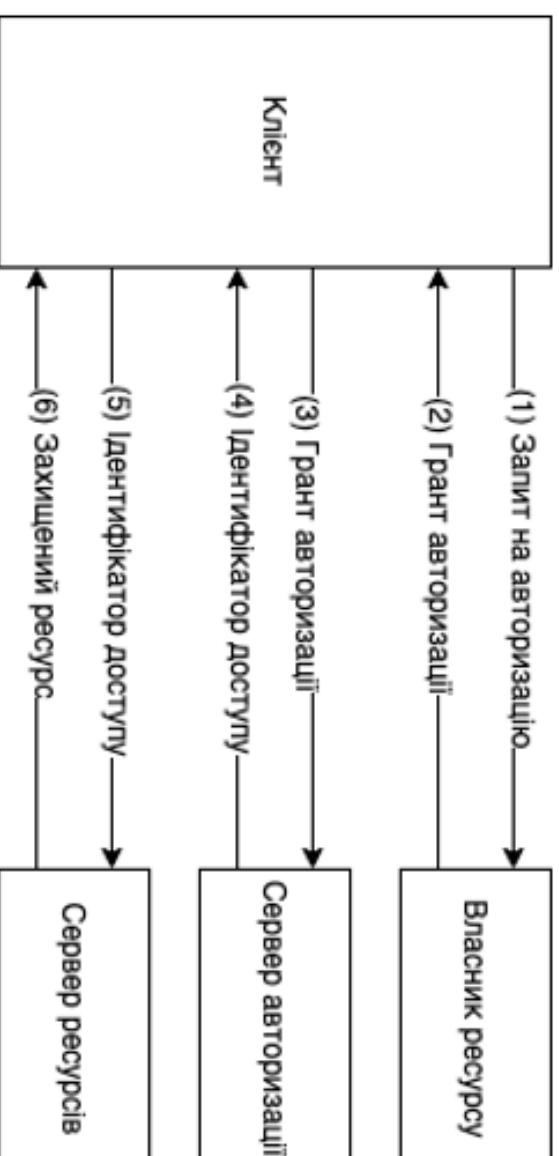 Клієнт
(1) Запит на авторизацію
(2) Грант авторизації
(3) Грант авторизації
(4) Ідентифікатор доступу
(5) Ідентифікатор доступу
(6) Захищений ресурс
Власник ресурсу
Сервер авторизації
Сервер ресурсів